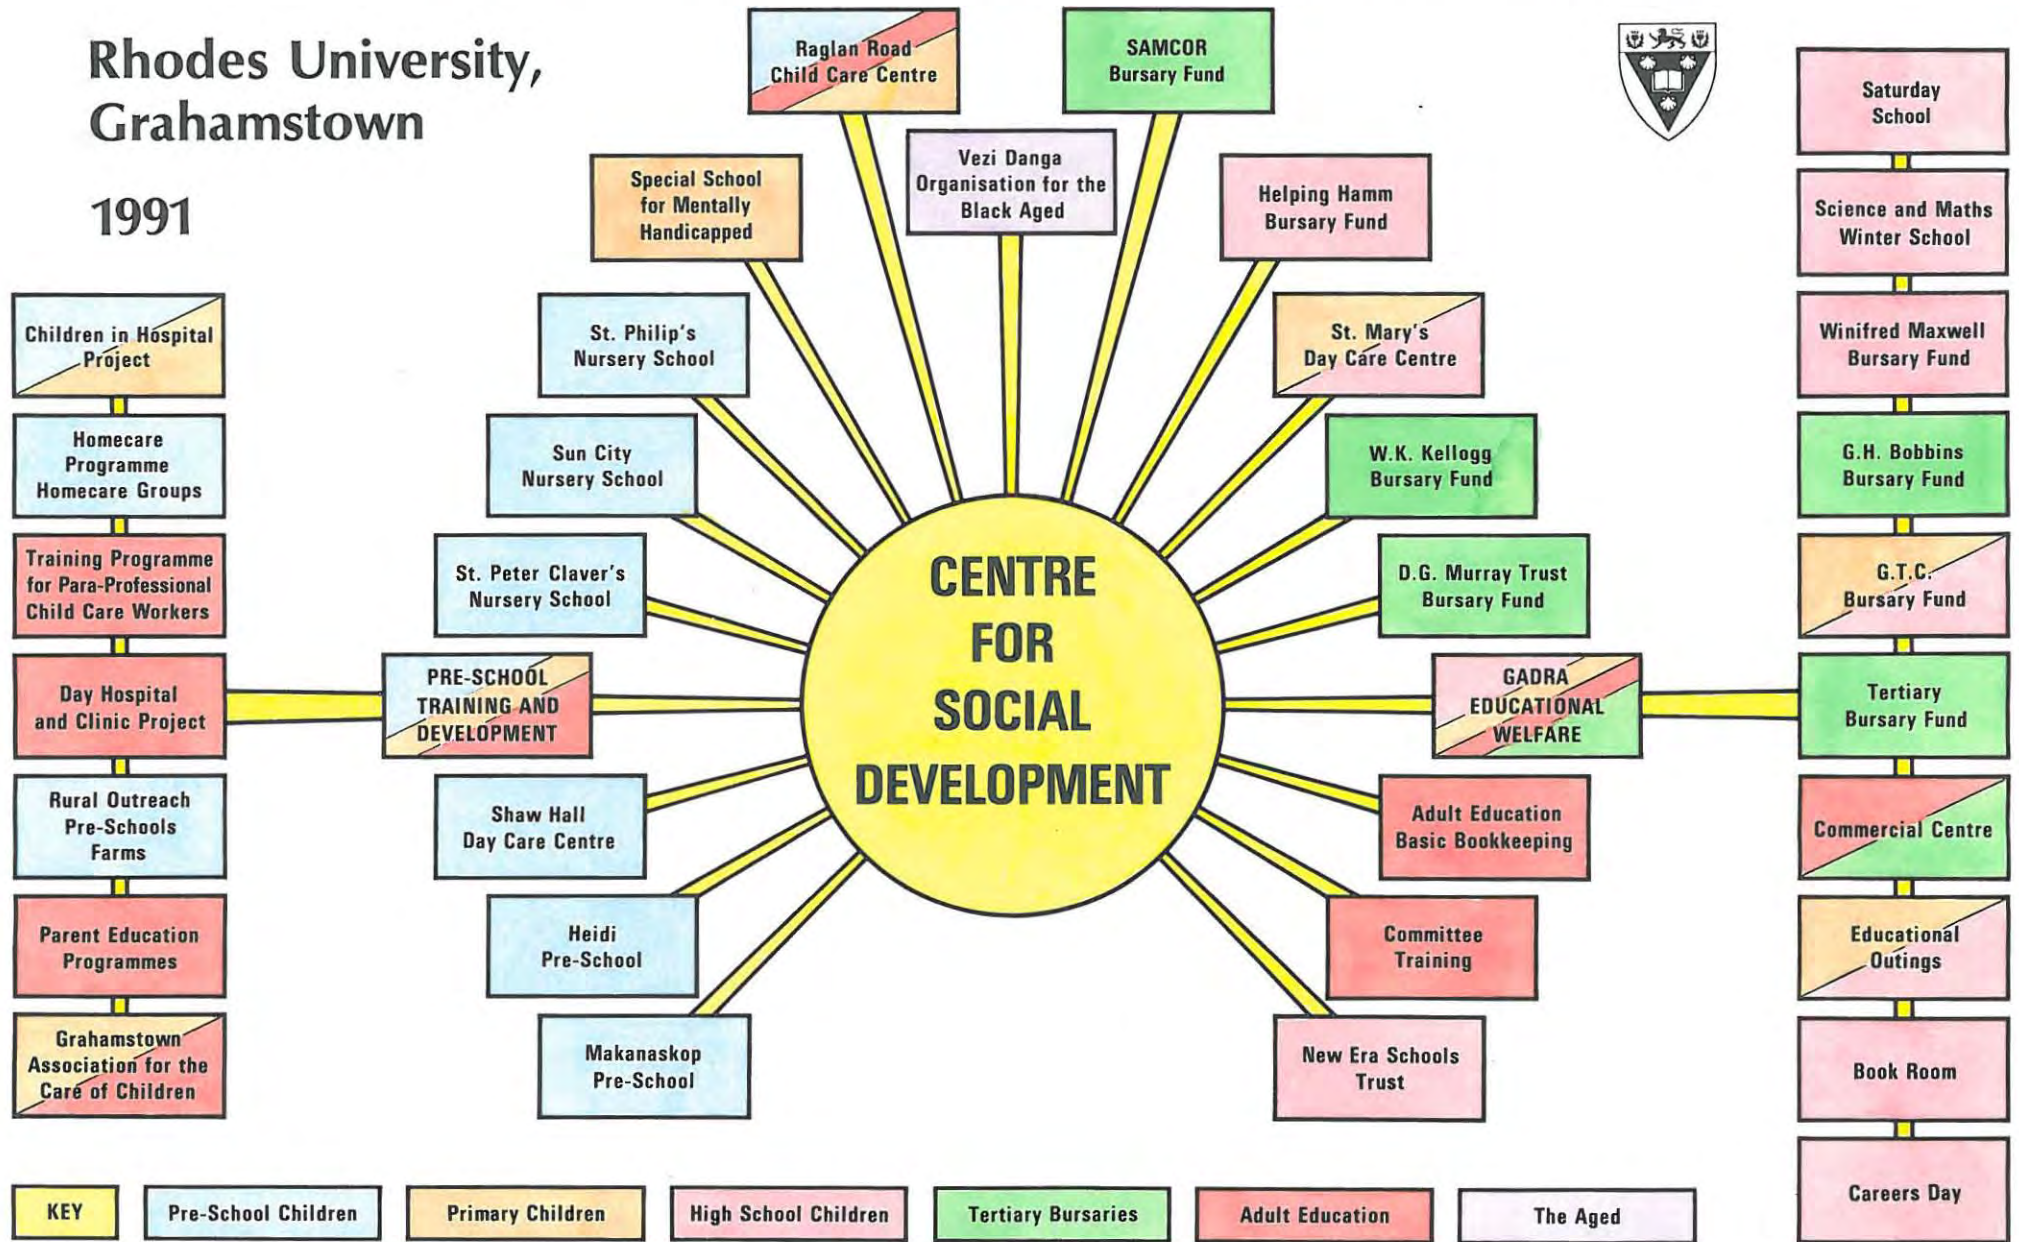 Rhodes University,
Grahamstown
1991
Raglan Road
Child Care Centre
SAMCOR
Bursary Fund
Vezi Danga
Organisation for the
Black Aged
Special School
for Mentally
Handicapped
Helping Hamm
Bursary Fund
St. Philip's
Nursery School
St. Mary's
Day Care Centre
Sun City
Nursery School
W.K. Kellogg
Bursary Fund
St. Peter Claver's
Nursery School
D.G. Murray Trust
Bursary Fund
PRE-SCHOOL
TRAINING AND
DEVELOPMENT
CENTRE
FOR
SOCIAL
DEVELOPMENT
GADRA
EDUCATIONAL
WELFARE
Shaw Hall
Day Care Centre
Adult Education
Basic Bookkeeping
Heidi
Pre-School
Committee
Training
Makanaskop
Pre-School
New Era Schools
Trust
Children in Hospital
Project
Homecare
Programme
Homecare Groups
Training Programme
for Para-Professional
Child Care Workers
Day Hospital
and Clinic Project
Rural Outreach
Pre-Schools
Farms
Parent Education
Programmes
Grahamstown
Association for the
Care of Children
Saturday
School
Science and Maths
Winter School
Winifred Maxwell
Bursary Fund
G.H. Bobbins
Bursary Fund
G.T.C.
Bursary Fund
Tertiary
Bursary Fund
Commercial Centre
Educational
Outings
Book Room
Careers Day
KEY
Pre-School Children
Primary Children
High School Children
Tertiary Bursaries
Adult Education
The Aged